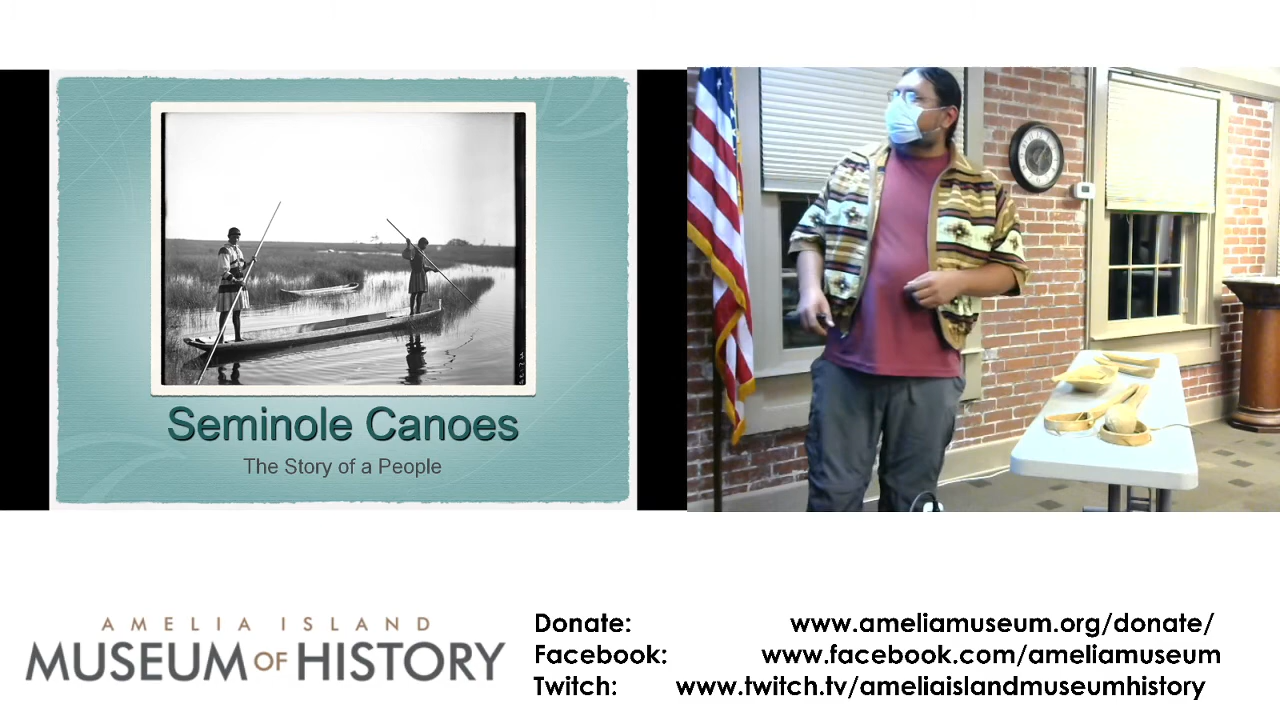 Seminole Canoes
The Story of a People
AMELIA ISLAND
MUSEUM OF HISTORY
Donate: www.ameliamuseum.org/donate/
Facebook: www.facebook.com/ameliamuseum
Twitch: www.twitch.tv/ameliaislandmuseumhistory